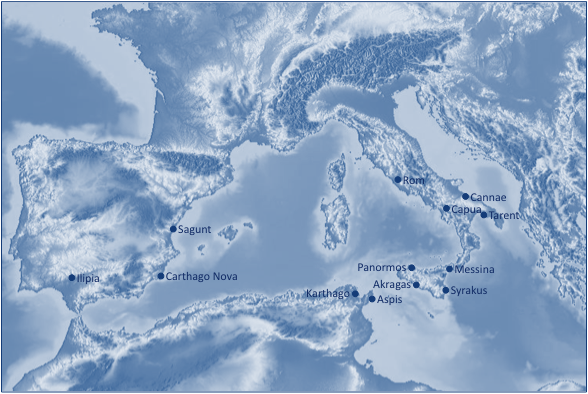 Rom
Cannae
Capua
Tarent
Sagunt
Panormos
Messina
Ilipia
Carthago Nova
Akragas
Syrakus
Karthago
Aspis